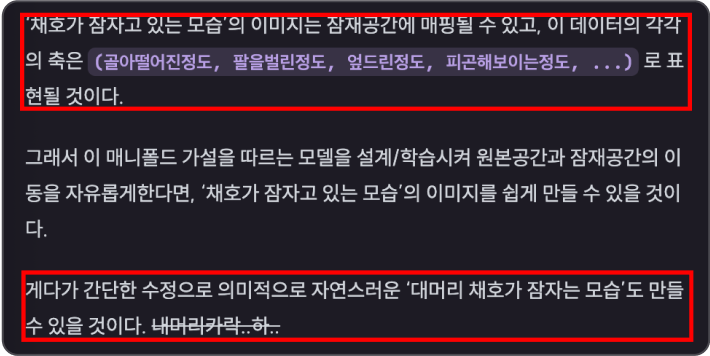 '채호가 잠자고 있는 모습'의 이미지는 잠재공간에 매핑될 수 있고, 이 데이터의 각각
의 축은 (골아떨어진정도, 팔을벌린정도, 엎드린정도, 피곤해보이는정도, ...) 로 표
현될 것이다.
그래서 이 매니폴드 가설을 따르는 모델을 설계/학습시켜 원본공간과 잠재공간의 이
동을 자유롭게한다면, '채호가 잠자고 있는 모습'의 이미지를 쉽게 만들 수 있을 것이
다.
게다가 간단한 수정으로 의미적으로 자연스러운 '대머리 채호가 잠자는 모습'도 만들
수 있을 것이다. 내머리카락..하..